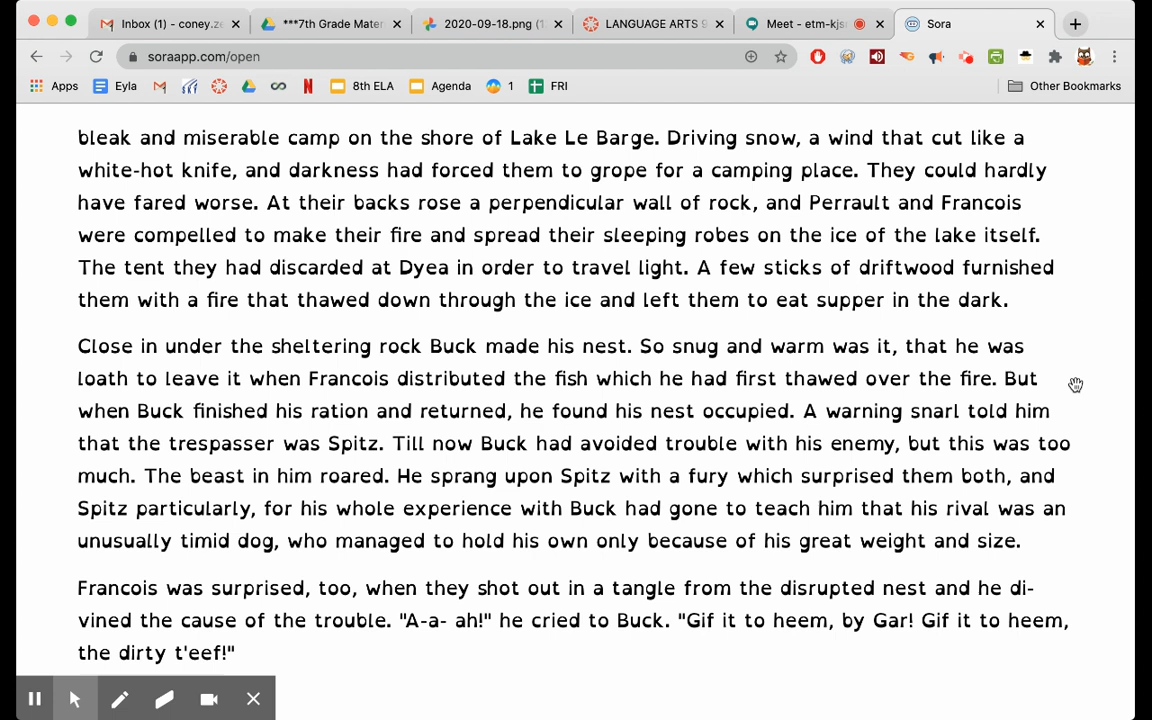 Inbox (1) - coney.ze
***7th Grade Mater
2020-09-18.png (1
LANGUAGE ARTS 9
Meet - etm-kjs
Sora
soraapp.com/open
Apps
Eyla
8th ELA
Agenda
1
FRI
Other Bookmarks
bleak and miserable camp on the shore of Lake Le Barge. Driving snow, a wind that cut like a
white-hot knife, and darkness had forced them to grope for a camping place. They could hardly
have fared worse. At their backs rose a perpendicular wall of rock, and Perrault and Francois
were compelled to make their fire and spread their sleeping robes on the ice of the lake itself.
The tent they had discarded at Dyea in order to travel light. A few sticks of driftwood furnished
them with a fire that thawed down through the ice and left them to eat supper in the dark.
Close in under the sheltering rock Buck made his nest. So snug and warm was it, that he was
loath to leave it when Francois distributed the fish which he had first thawed over the fire. But
when Buck finished his ration and returned, he found his nest occupied. A warning snarl told him
that the trespasser was Spitz. Till now Buck had avoided trouble with his enemy, but this was too
much. The beast in him roared. He sprang upon Spitz with a fury which surprised them both, and
Spitz particularly, for his whole experience with Buck had gone to teach him that his rival was an
unusually timid dog, who managed to hold his own only because of his great weight and size.
Francois was surprised, too, when they shot out in a tangle from the disrupted nest and he di-
vined the cause of the trouble. "A-a- ah!" he cried to Buck. "Gif it to heem, by Gar! Gif it to heem,
the dirty t'eef!"